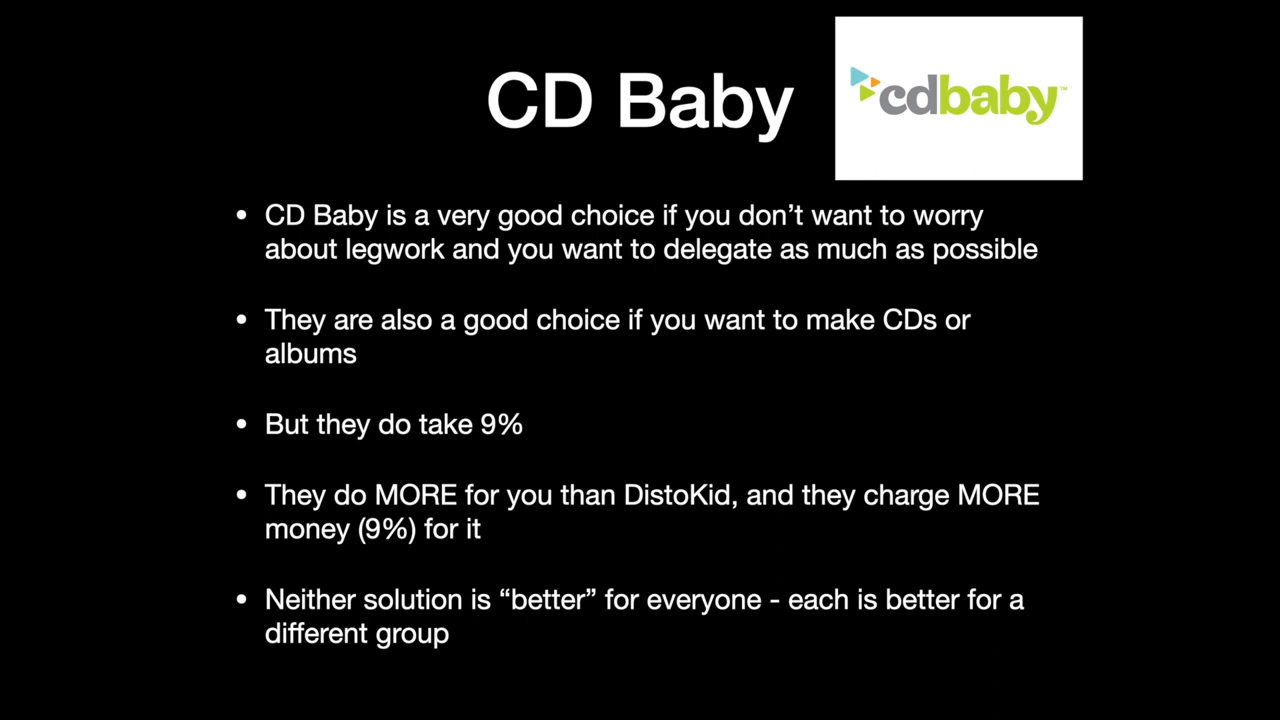 CD Baby
cdbaby™
• CD Baby is a very good choice if you don’t want to worry
about legwork and you want to delegate as much as possible
• They are also a good choice if you want to make CDs or
albums
• But they do take 9%
• They do MORE for you than DistoKid, and they charge MORE
money (9%) for it
• Neither solution is “better” for everyone - each is better for a
different group